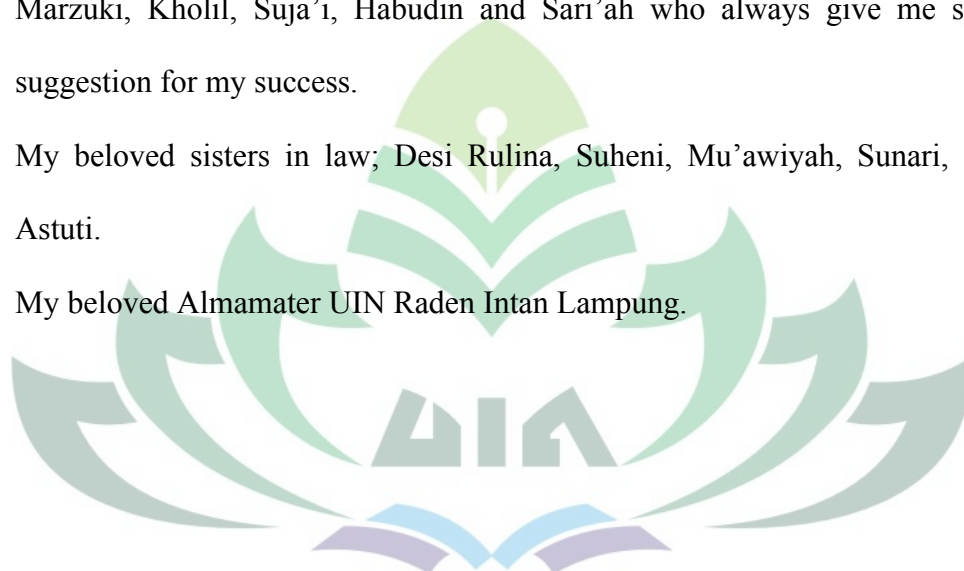 Marzuki, Kholil, Suja’i, Habudin and Sari’ah who always give me s
suggestion for my success.
My beloved sisters in law; Desi Rulina, Suheni, Mu’awiyah, Sunari,
Astuti.
My beloved Almamater UIN Raden Intan Lampung.
UIN